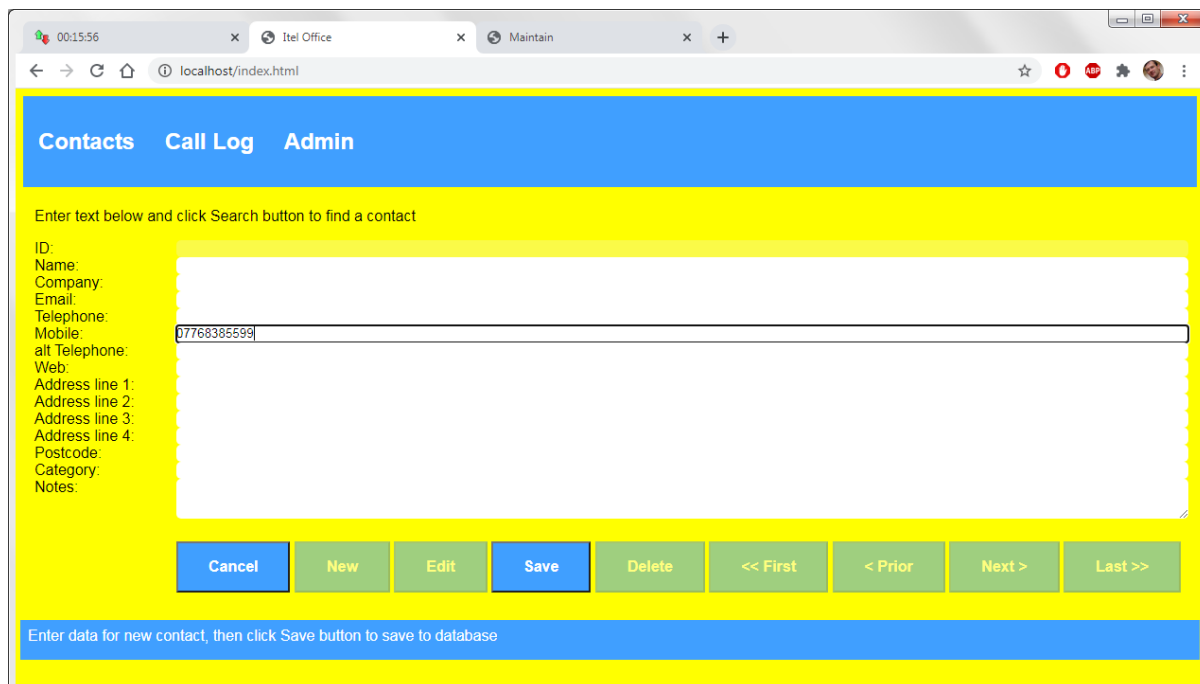 00:15:56 Itel Office Maintain
localhost/index.html ABP
Contacts Call Log Admin
Enter text below and click Search button to find a contact
ID:
Name:
Company:
Email:
Telephone:
Mobile: 07768385599
alt Telephone:
Web:
Address line 1:
Address line 2:
Address line 3:
Address line 4:
Postcode:
Category:
Notes:
Cancel New Edit Save Delete << First < Prior Next > Last >>
Enter data for new contact, then click Save button to save to database